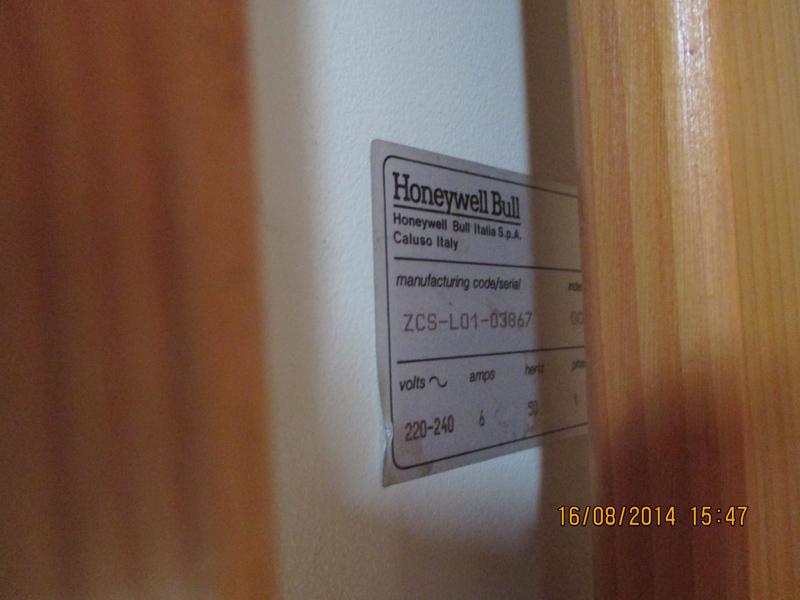 Honeywell Bull
Honeywell Bull Italia S.p.A.
Caluso Italy
manufacturing code/serial
ZCS-L01-03867
volts amps hertz
220-240 6 50 1
16/08/2014 15:47